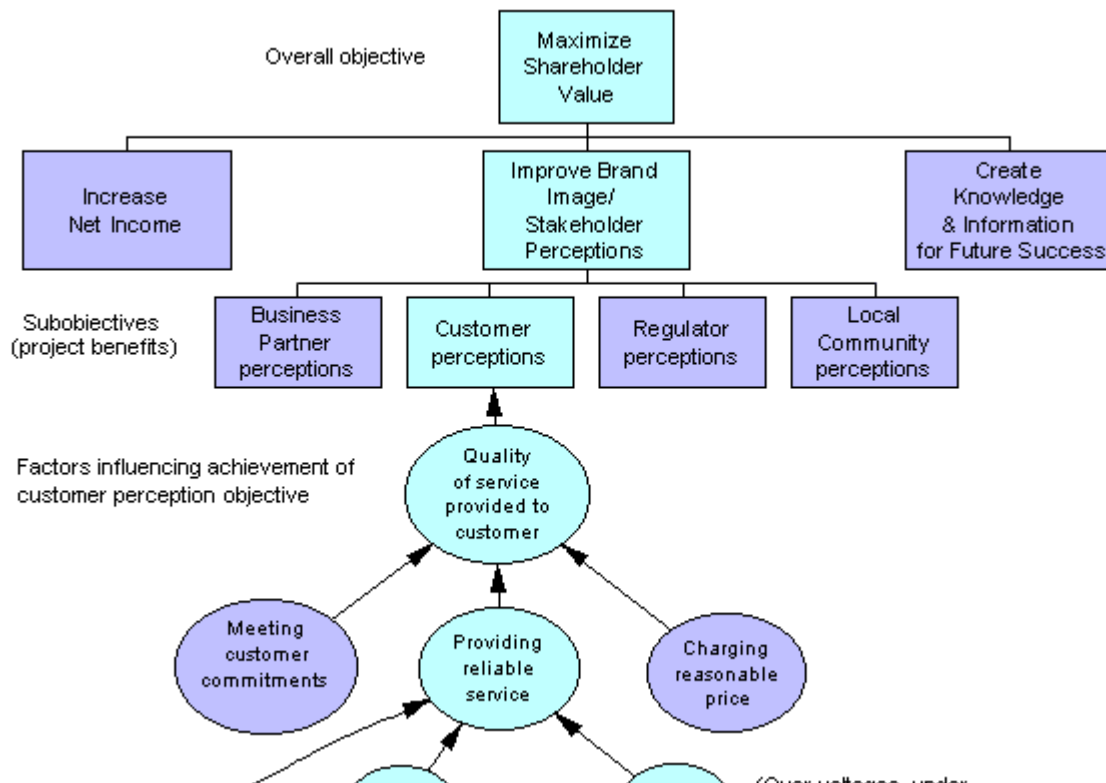 Overall objective
Maximize
Shareholder
Value
Increase
Net Income
Improve Brand
Image/
Stakeholder
Perceptions
Create
Knowledge
& Information
for Future Success
Subobjectives
(project benefits)
Business
Partner
perceptions
Customer
perceptions
Regulator
perceptions
Local
Community
perceptions
Factors influencing achievement of
customer perception objective
Quality
of service
provided to
customer
Meeting
customer
commitments
Providing
reliable
service
Charging
reasonable
price
(Over voltages, under